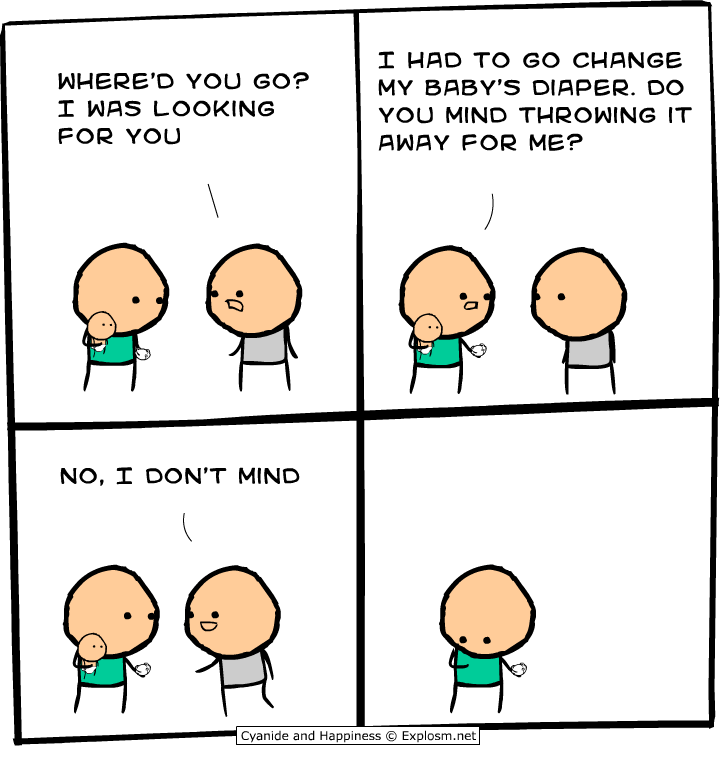 WHERE'D YOU GO?
I WAS LOOKING
FOR YOU
I HAD TO GO CHANGE
MY BABY'S DIAPER. DO
YOU MIND THROWING IT
AWAY FOR ME?
NO, I DON'T MIND
Cyanide and Happiness © Explosm.net